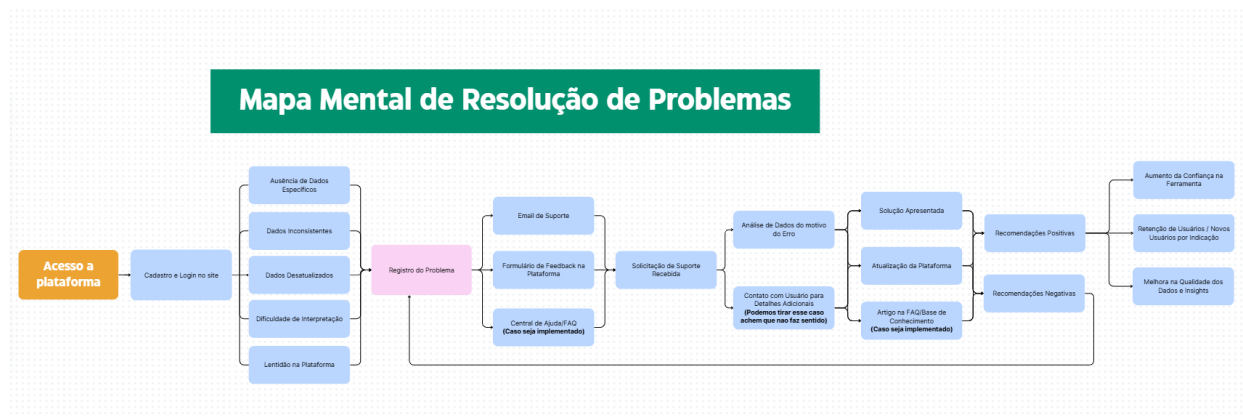 Mapa Mental de Resolução de Problemas
Acesso a
plataforma
Cadastro e Login no site
Ausência de Dados
Específicos
Dados Inconsistentes
Dados Desatualizados
Dificuldade de Interpretação
Lentidão na Plataforma
Registro do Problema
Email de Suporte
Formulário de Feedback na
Plataforma
Central de Ajuda/FAQ
(Caso seja implementado)
Solicitação de Suporte
Recebida
Análise de Dados do motivo
do Erro
Contato com Usuário para
Detalhes Adicionais
(Podemos tirar esse caso
achem que nao faz sentido)
Solução Apresentada
Atualização da Plataforma
Artigo na FAQ/Base de
Conhecimento
(Caso seja implementado)
Recomendações Positivas
Recomendações Negativas
Aumento da Confiança na
Ferramenta
Retenção de Usuários / Novos
Usuários por Indicação
Melhora na Qualidade dos
Dados e Insights